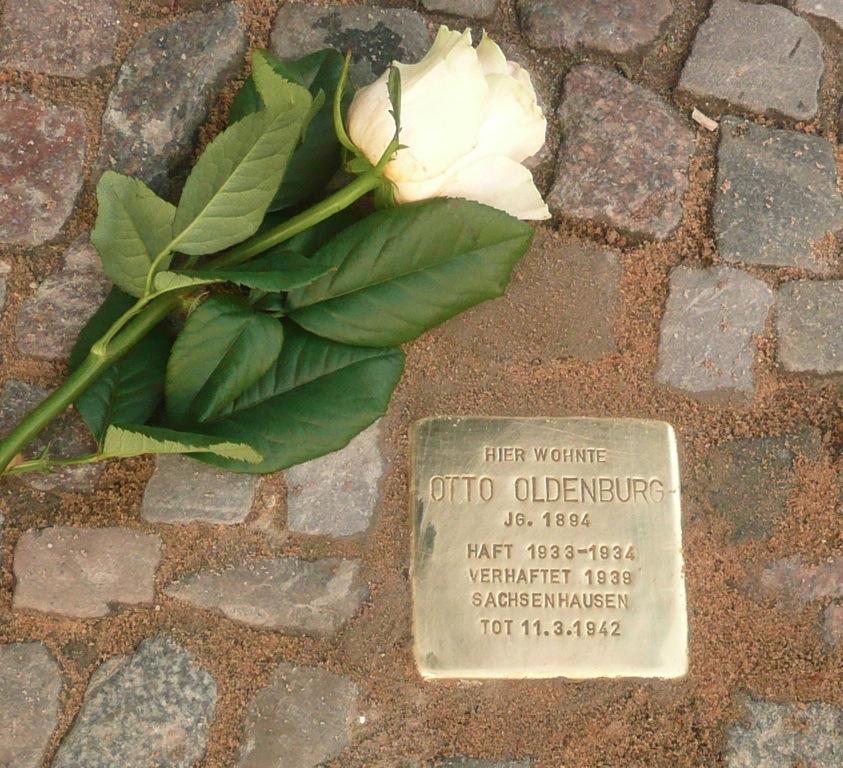 HIER WOHNTE
OTTO OLDENBURG
JG. 1894
HAFT 1933-1934
VERHAFTET 1939
SACHSENHAUSEN
TOT 11.3.1942